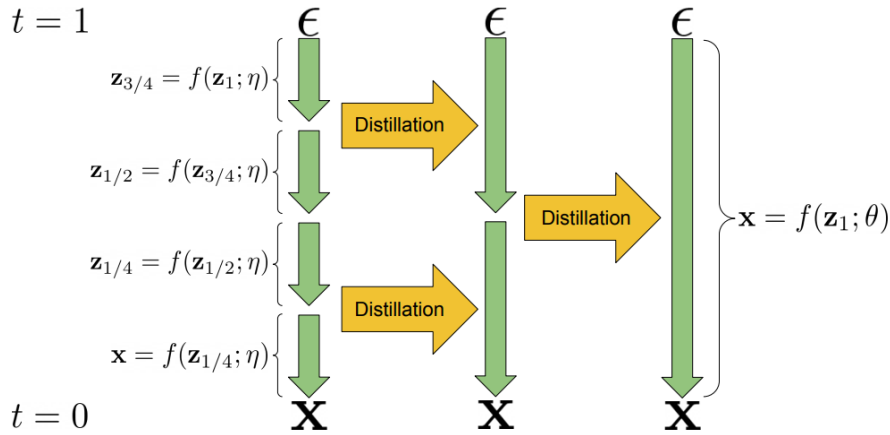 t = 1
ϵ ϵ ϵ
z_{3/4} = f(z_1; η)
Distillation
z_{1/2} = f(z_{3/4}; η)
Distillation
x = f(z_1; θ)
z_{1/4} = f(z_{1/2}; η)
Distillation
x = f(z_{1/4}; η)
t = 0
x x x